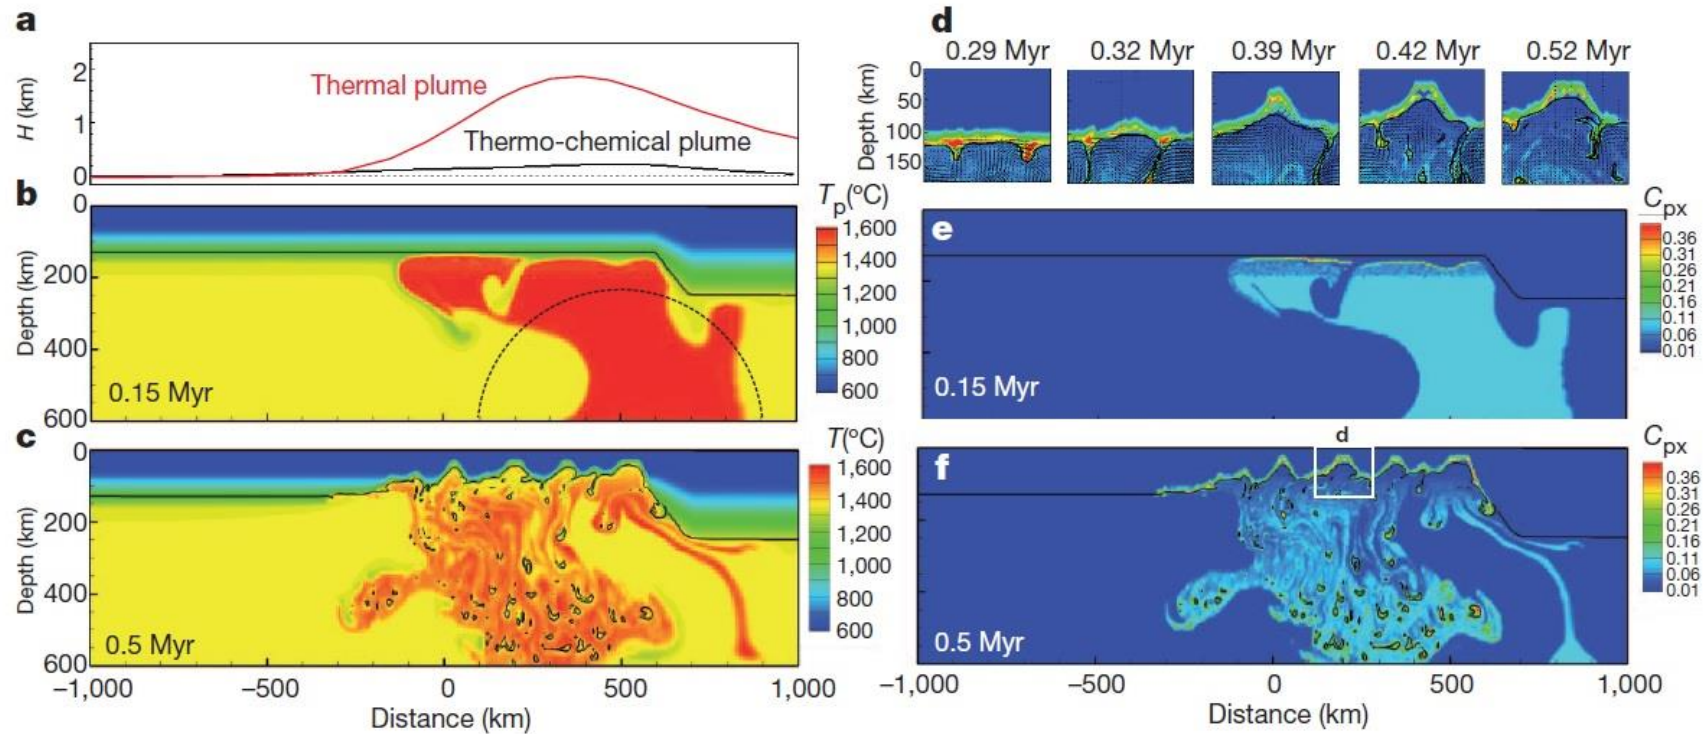 a
H (km)
2
1
0
Thermal plume
Thermo-chemical plume
b
Depth (km)
0
200
400
600
0.15 Myr
Tp(°C)
1,600
1,400
1,200
1,000
800
600
c
Depth (km)
0
200
400
600
0.5 Myr
T(°C)
1,600
1,400
1,200
1,000
800
600
−1,000
−500
0
500
1,000
Distance (km)
d
0.29 Myr
0.32 Myr
0.39 Myr
0.42 Myr
0.52 Myr
Depth (km)
0
50
100
150
e
0.15 Myr
Cpx
0.36
0.31
0.26
0.21
0.16
0.11
0.06
0.01
f
d
0.5 Myr
Cpx
0.36
0.31
0.26
0.21
0.16
0.11
0.06
0.01
−1,000
−500
0
500
1,000
Distance (km)